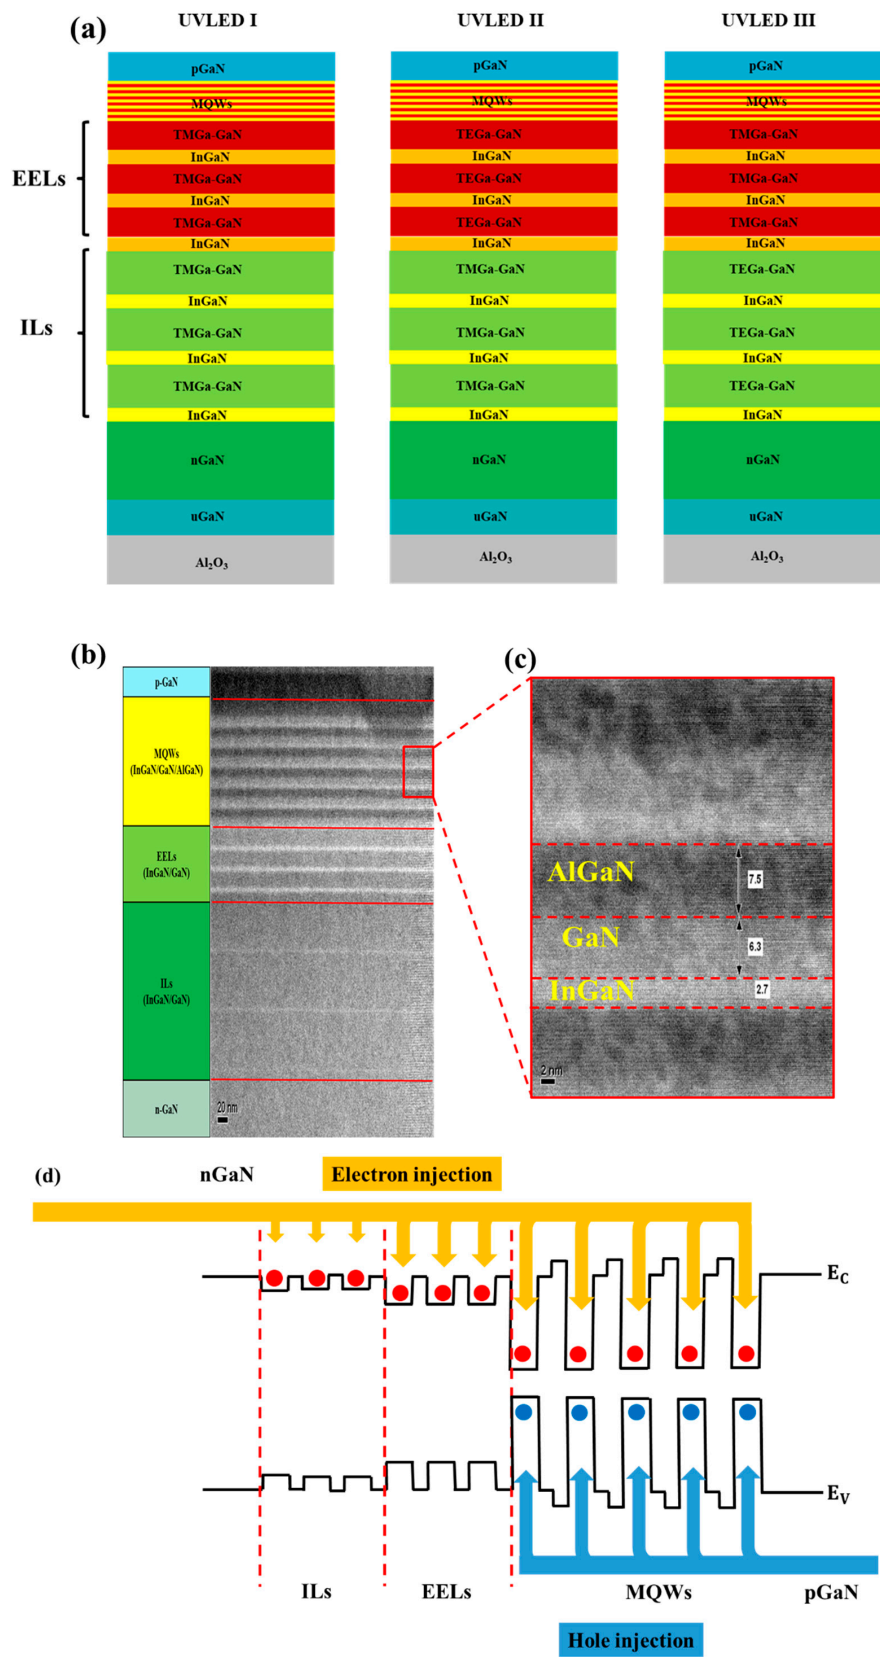 (a)
UVLED I
UVLED II
UVLED III
pGaN
pGaN
pGaN
MQWs
MQWs
MQWs
EELs
TMGa-GaN
TEGa-GaN
TMGa-GaN
InGaN
InGaN
InGaN
TMGa-GaN
TEGa-GaN
TMGa-GaN
InGaN
InGaN
InGaN
TMGa-GaN
TEGa-GaN
TMGa-GaN
InGaN
InGaN
InGaN
ILs
TMGa-GaN
TMGa-GaN
TEGa-GaN
InGaN
InGaN
InGaN
TMGa-GaN
TMGa-GaN
TEGa-GaN
InGaN
InGaN
InGaN
TMGa-GaN
TMGa-GaN
TEGa-GaN
InGaN
InGaN
InGaN
nGaN
nGaN
nGaN
uGaN
uGaN
uGaN
Al₂O₃
Al₂O₃
Al₂O₃
(b)
p-GaN
MQWs
(InGaN/GaN/AlGaN)
EELs
(InGaN/GaN)
ILs
(InGaN/GaN)
n-GaN
20 nm
(c)
AlGaN
7.5
GaN
6.3
InGaN
2.7
2 nm
(d)
nGaN
Electron injection
E_C
E_V
ILs
EELs
MQWs
pGaN
Hole injection